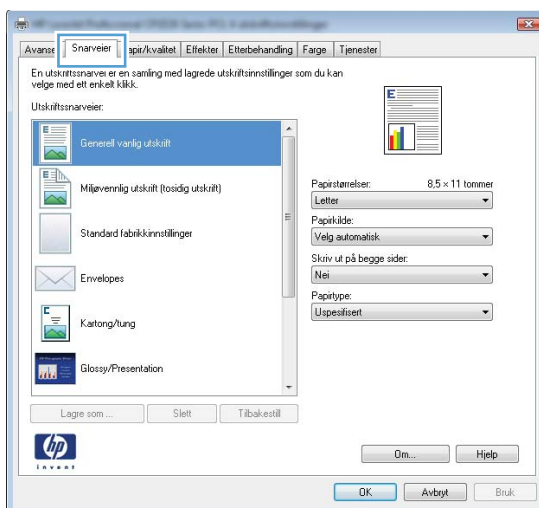 Avanse Snarveier apir/kvalitet Effekter Etterbehandling Farge Tjenester
En utskriftssnarvei er en samling med lagrede utskriftsinnstillinger som du kan
velge med ett enkelt klikk.
Utskriftssnarveier:
Generell vanlig utskrift
Miljøvennlig utskrift (tosidig utskrift)
Standard fabrikkinnstillinger
Envelopes
Kartong/tung
Glossy/Presentation
Lagre som ... Slett Tilbakestill
Papirstørrelser: 8,5 × 11 tommer
Letter
Papirkilde:
Velg automatisk
Skriv ut på begge sider:
Nei
Papirtype:
Uspesifisert
hp
invent
Om... Hjelp
OK Avbryt Bruk